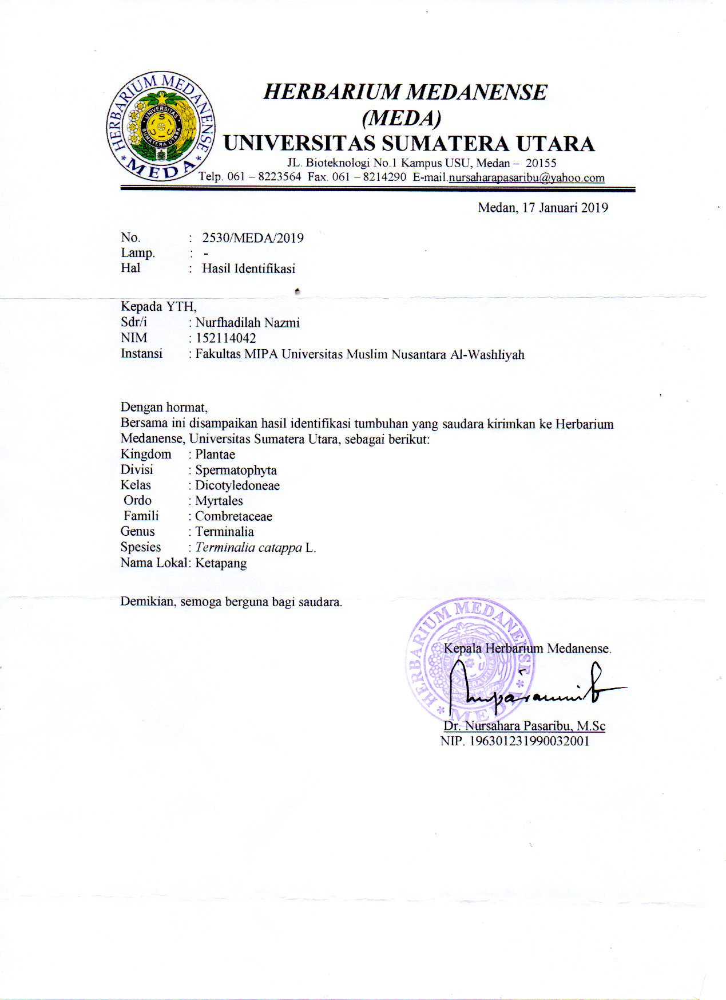 HERBARIUM MEDANENSE
MEDA
UNIVERSITAS
SUMATERA UTARA
HERBARIUM MEDANENSE
(MEDA)
UNIVERSITAS SUMATERA UTARA
JL. Bioteknologi No.1 Kampus USU, Medan – 20155
Telp. 061 – 8223564 Fax. 061 – 8214290 E-mail.nursaharapasaribu@yahoo.com
Medan, 17 Januari 2019
No. : 2530/MEDA/2019
Lamp. : -
Hal : Hasil Identifikasi
Kepada YTH,
Sdr/i : Nurfhadilah Nazmi
NIM : 152114042
Instansi : Fakultas MIPA Universitas Muslim Nusantara Al-Washliyah
Dengan hormat,
Bersama ini disampaikan hasil identifikasi tumbuhan yang saudara kirimkan ke Herbarium
Medanense, Universitas Sumatera Utara, sebagai berikut:
Kingdom : Plantae
Divisi : Spermatophyta
Kelas : Dicotyledoneae
Ordo : Myrtales
Famili : Combretaceae
Genus : Terminalia
Spesies : Terminalia catappa L.
Nama Lokal: Ketapang
Demikian, semoga berguna bagi saudara.
HERBARIUM MEDANENSE
MEDA
Kepala Herbarium Medanense.
Dr. Nursahara Pasaribu, M.Sc
NIP. 196301231990032001